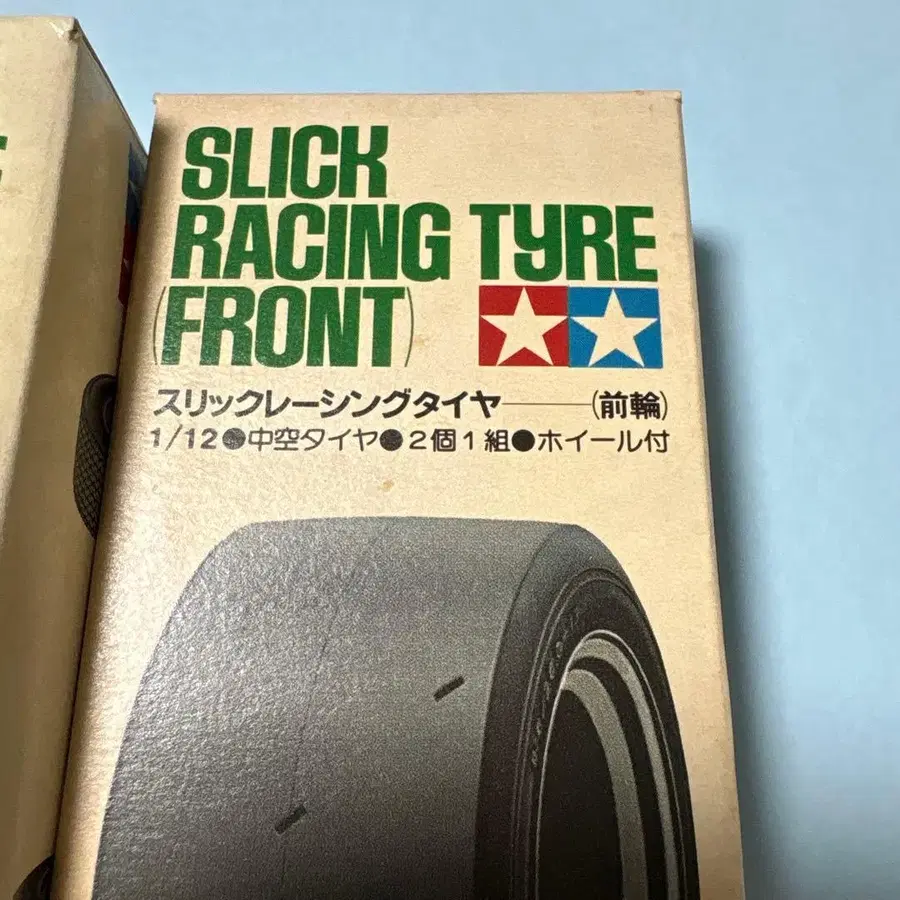 SLICK
RACING TYRE
(FRONT)
スリックレーシングタイヤ───(前輪)
1/12●中空タイヤ●2個1組●ホイール付